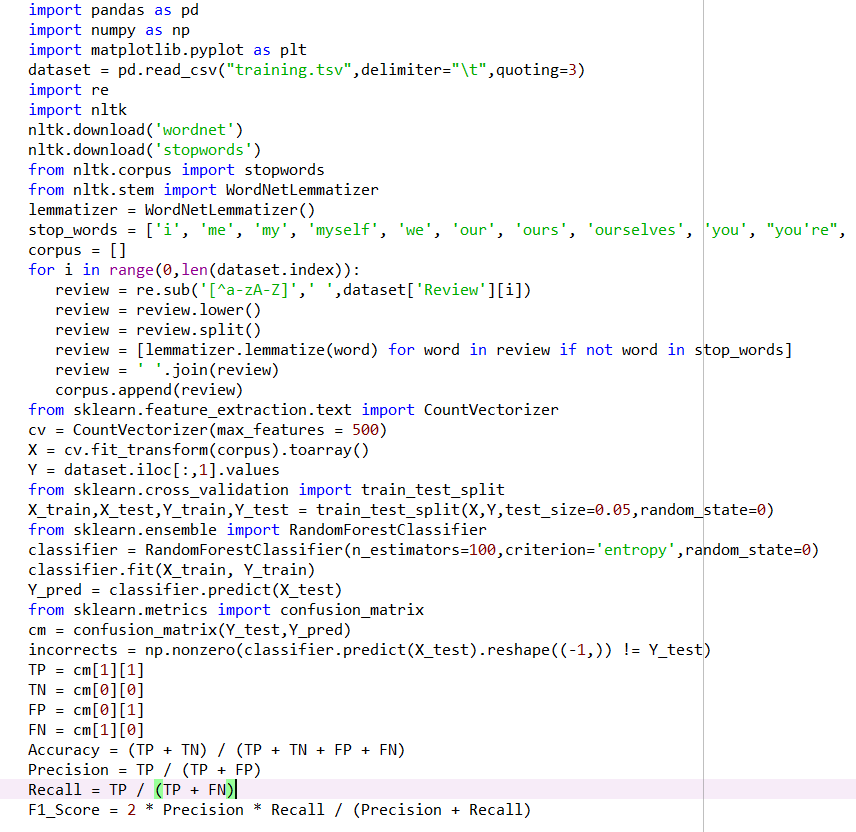 import pandas as pd
import numpy as np
import matplotlib.pyplot as plt
dataset = pd.read_csv("training.tsv",delimiter="\t",quoting=3)
import re
import nltk
nltk.download('wordnet')
nltk.download('stopwords')
from nltk.corpus import stopwords
from nltk.stem import WordNetLemmatizer
lemmatizer = WordNetLemmatizer()
stop_words = ['i', 'me', 'my', 'myself', 'we', 'our', 'ours', 'ourselves', 'you', "you're",
corpus = []
for i in range(0,len(dataset.index)):
   review = re.sub('[^a-zA-Z]',' ',dataset['Review'][i])
   review = review.lower()
   review = review.split()
   review = [lemmatizer.lemmatize(word) for word in review if not word in stop_words]
   review = ' '.join(review)
   corpus.append(review)
from sklearn.feature_extraction.text import CountVectorizer
cv = CountVectorizer(max_features = 500)
X = cv.fit_transform(corpus).toarray()
Y = dataset.iloc[:,1].values
from sklearn.cross_validation import train_test_split
X_train,X_test,Y_train,Y_test = train_test_split(X,Y,test_size=0.05,random_state=0)
from sklearn.ensemble import RandomForestClassifier
classifier = RandomForestClassifier(n_estimators=100,criterion='entropy',random_state=0)
classifier.fit(X_train, Y_train)
Y_pred = classifier.predict(X_test)
from sklearn.metrics import confusion_matrix
cm = confusion_matrix(Y_test,Y_pred)
incorrects = np.nonzero(classifier.predict(X_test).reshape((-1,)) != Y_test)
TP = cm[1][1]
TN = cm[0][0]
FP = cm[0][1]
FN = cm[1][0]
Accuracy = (TP + TN) / (TP + TN + FP + FN)
Precision = TP / (TP + FP)
Recall = TP / (TP + FN)
F1_Score = 2 * Precision * Recall / (Precision + Recall)